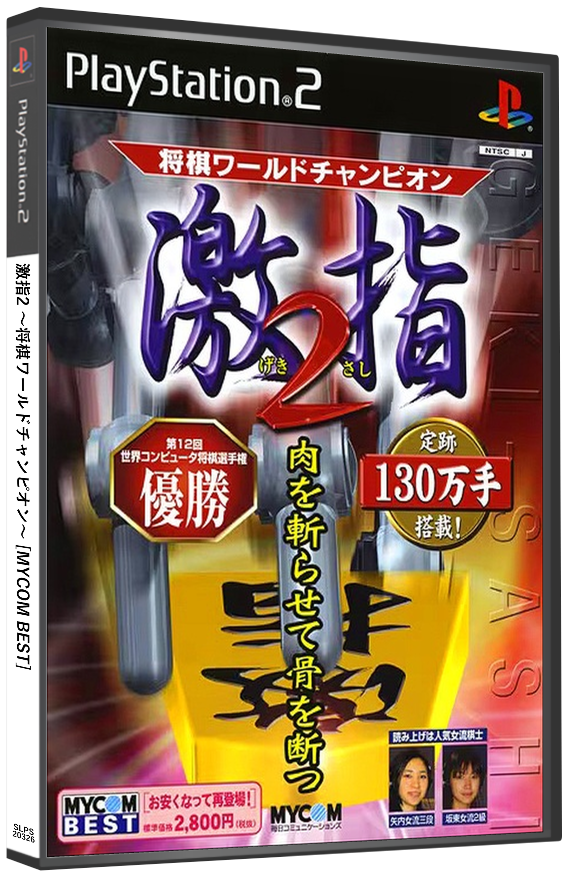 PlayStation®2
NTSC J
将棋ワールドチャンピオン
激指2
げき さし
第12回
世界コンピュータ将棋選手権
優勝
定跡
130万手
搭載!
肉を斬らせて骨を断つ
激指
GEKITSASHI
読み上げは人気女流棋士
矢内女流三段
坂東女流2級
MYCOM
BEST
[お安くなって再登場!]
標準価格2,800円(税抜)
MYCOM
毎日コミュニケーションズ
PlayStation.2
激指2 ～将棋ワールドチャンピオン～ [MYCOM BEST]
SLPS
20326